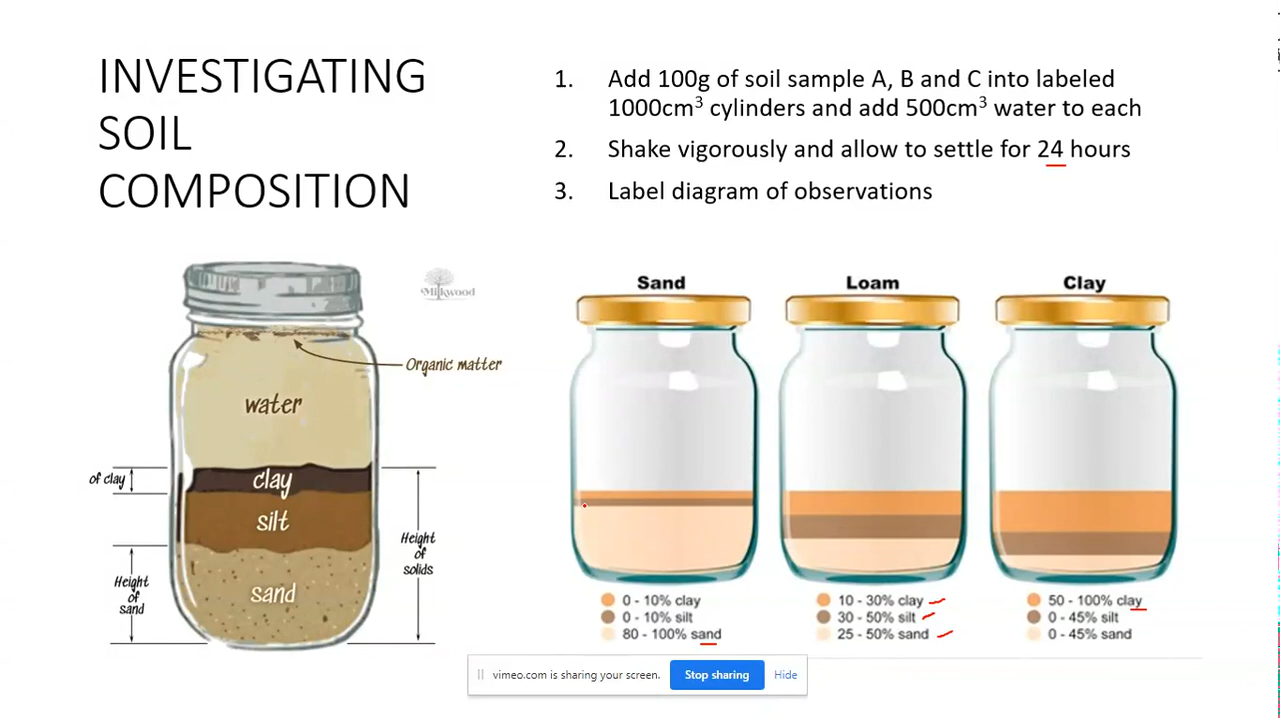 INVESTIGATING
SOIL
COMPOSITION
1. Add 100g of soil sample A, B and C into labeled
1000cm³ cylinders and add 500cm³ water to each
2. Shake vigorously and allow to settle for 24 hours
3. Label diagram of observations
Milkwood
Organic matter
water
clay
silt
sand
of clay
Height
of
sand
Height
of
solids
Sand
0 - 10% clay
0 - 10% silt
80 - 100% sand
Loam
10 - 30% clay
30 - 50% silt
25 - 50% sand
Clay
50 - 100% clay
0 - 45% silt
0 - 45% sand
vimeo.com is sharing your screen.
Stop sharing
Hide